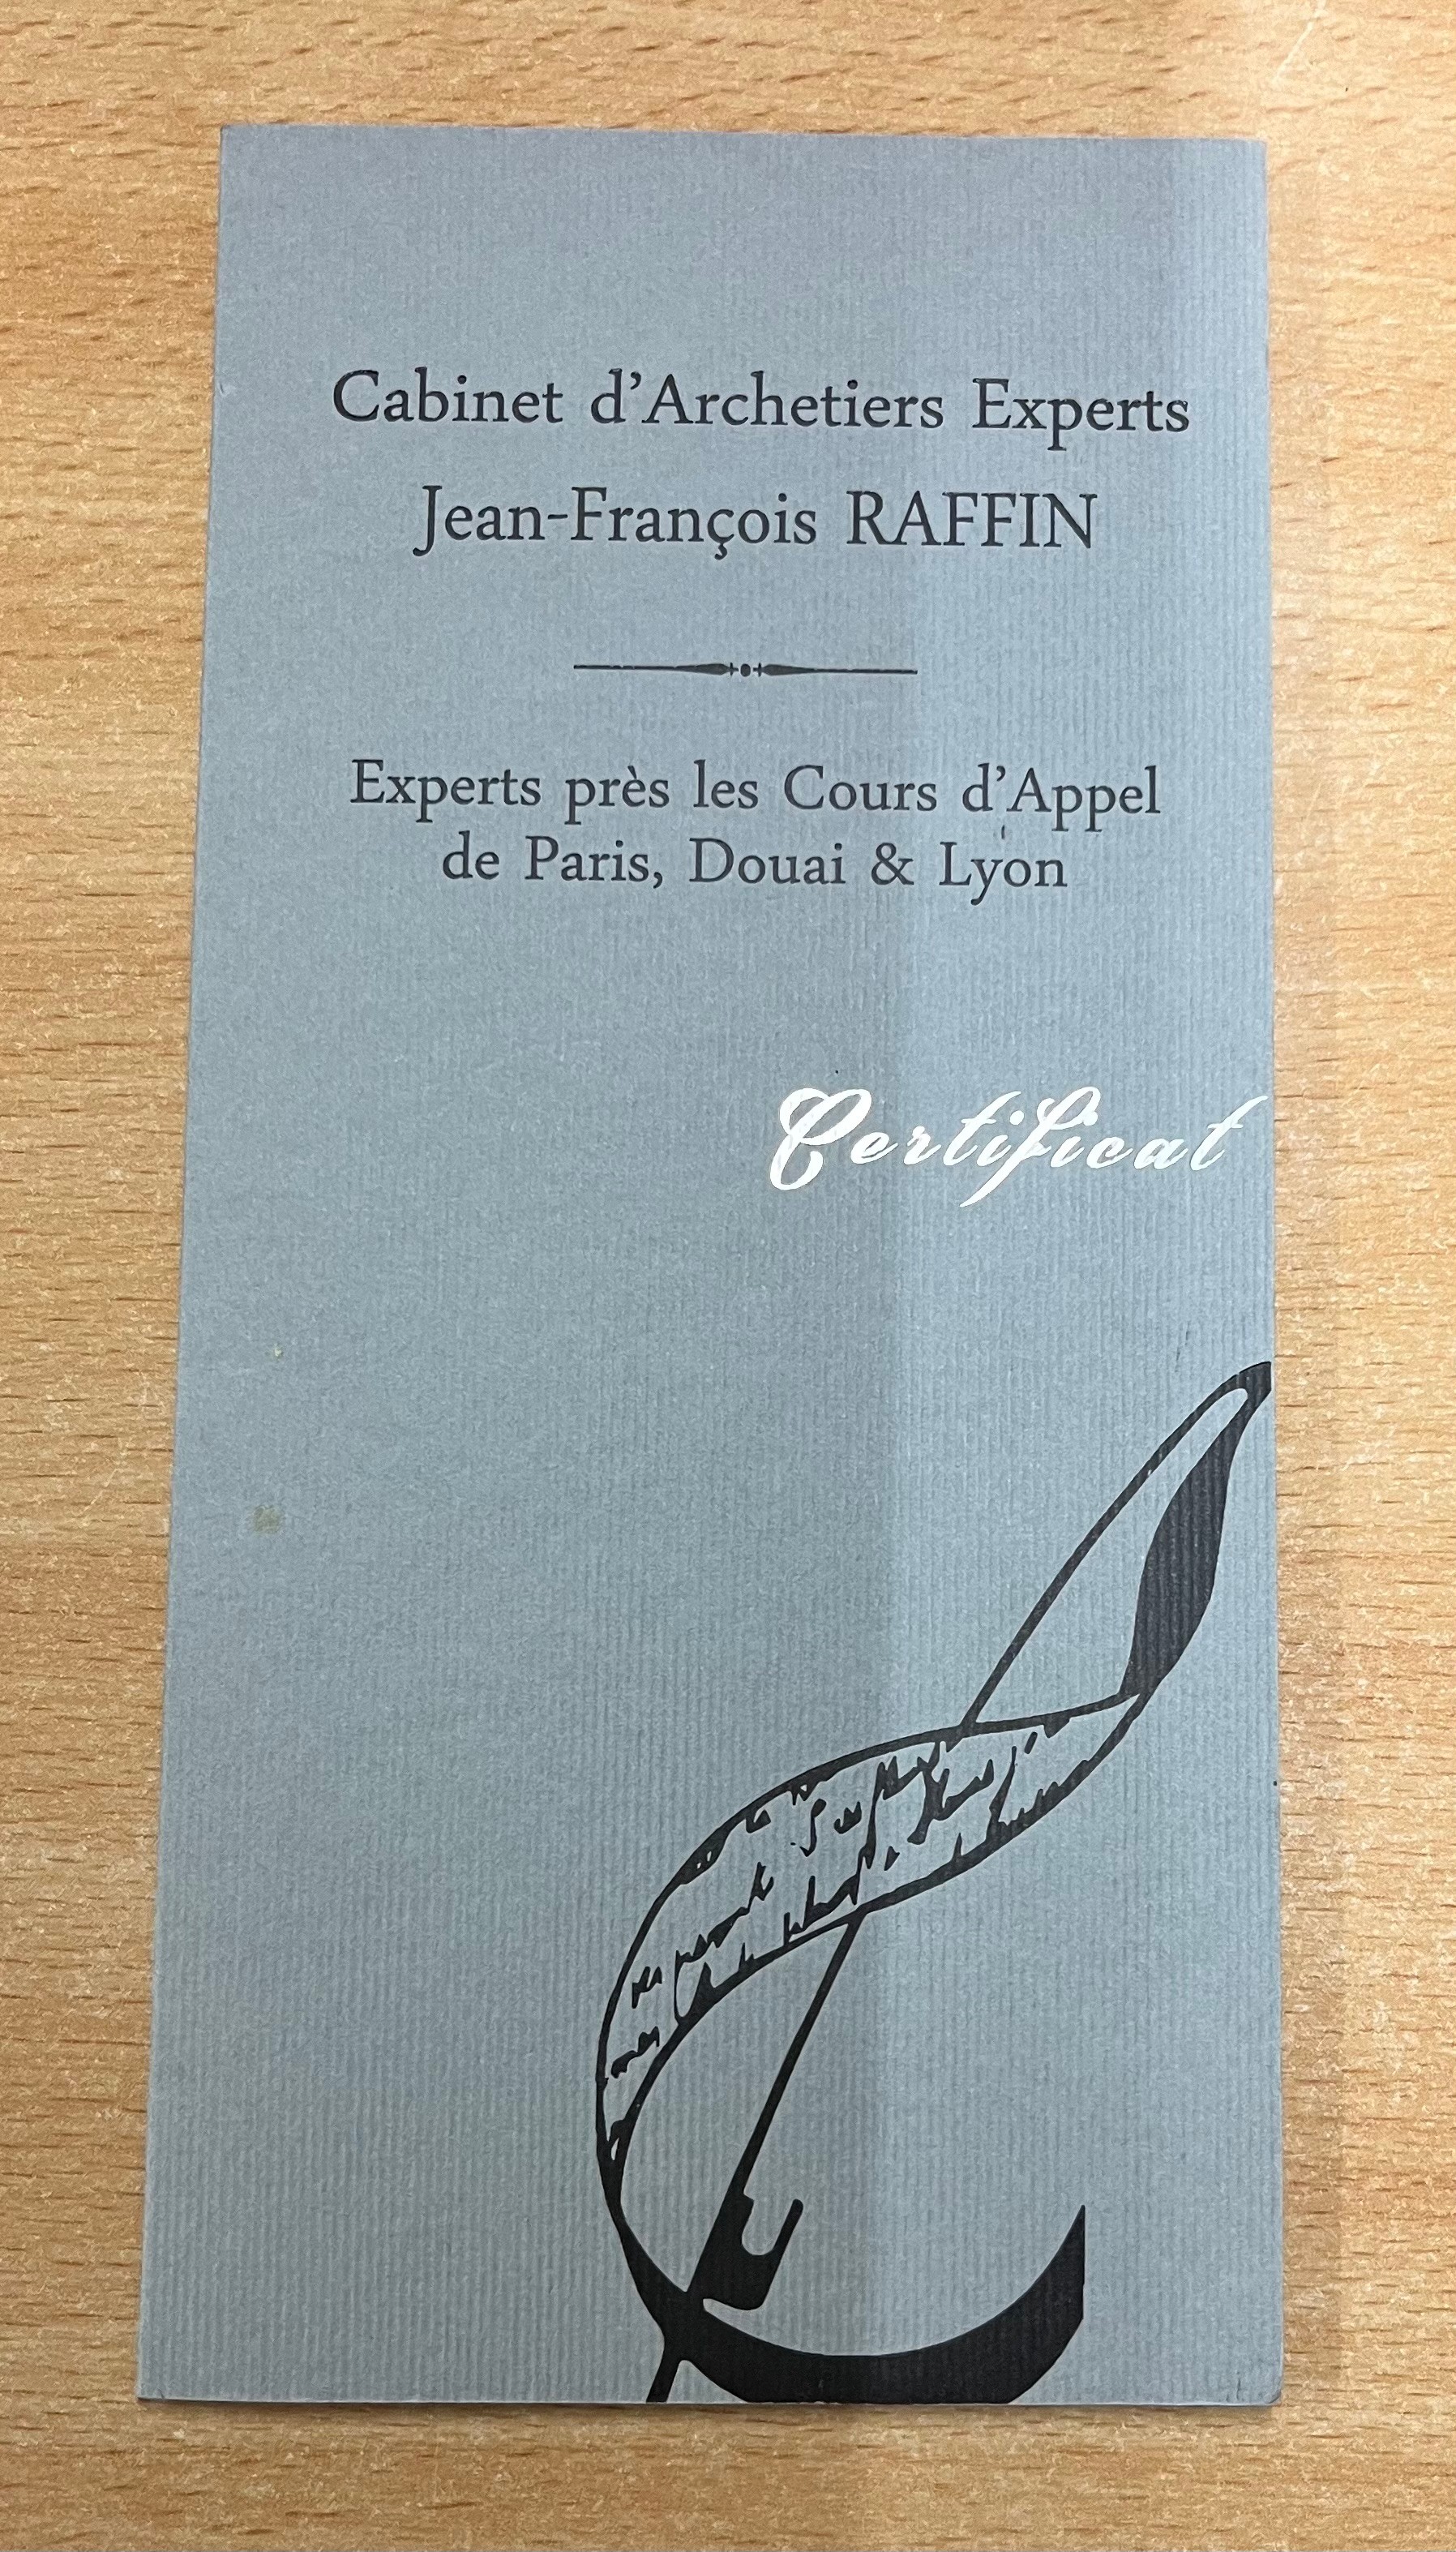 Cabinet d'Archetiers Experts
Jean-François RAFFIN
Experts près les Cours d'Appel
de Paris, Douai & Lyon
Certificat